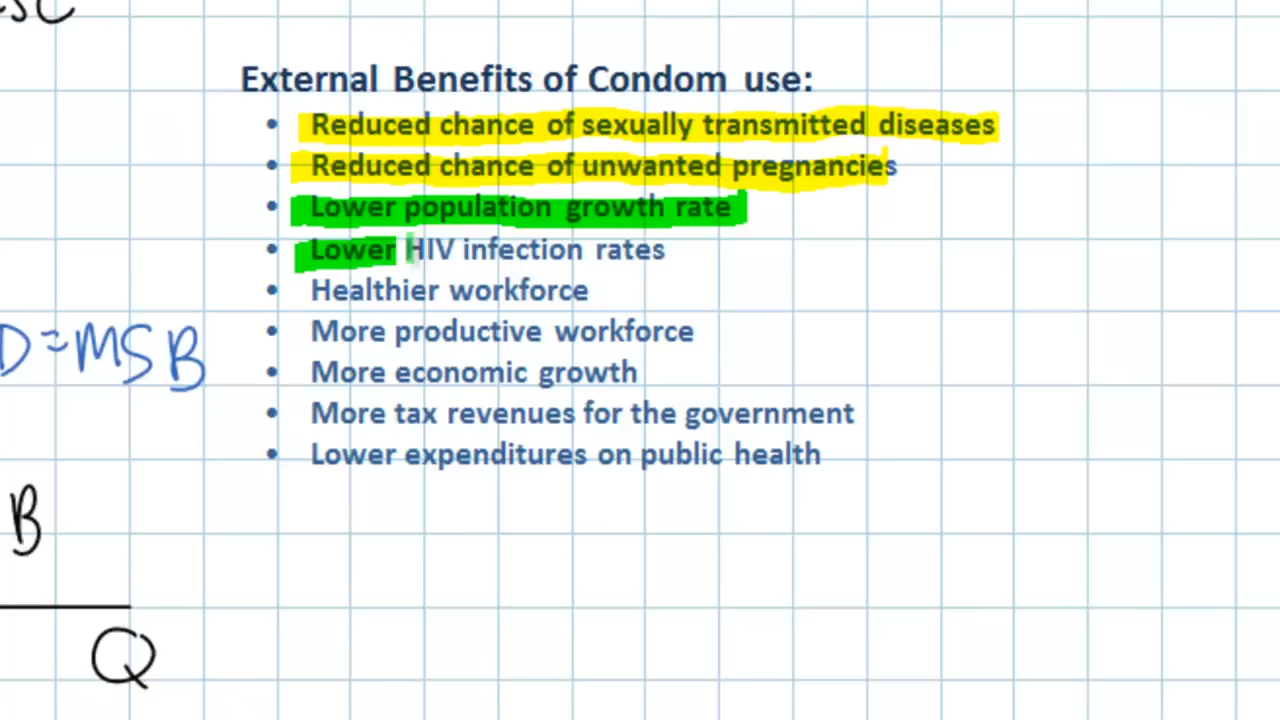 SC
External Benefits of Condom use:
• Reduced chance of sexually transmitted diseases
• Reduced chance of unwanted pregnancies
• Lower population growth rate
• Lower HIV infection rates
• Healthier workforce
D=MSB
• More productive workforce
• More economic growth
• More tax revenues for the government
• Lower expenditures on public health
B
Q